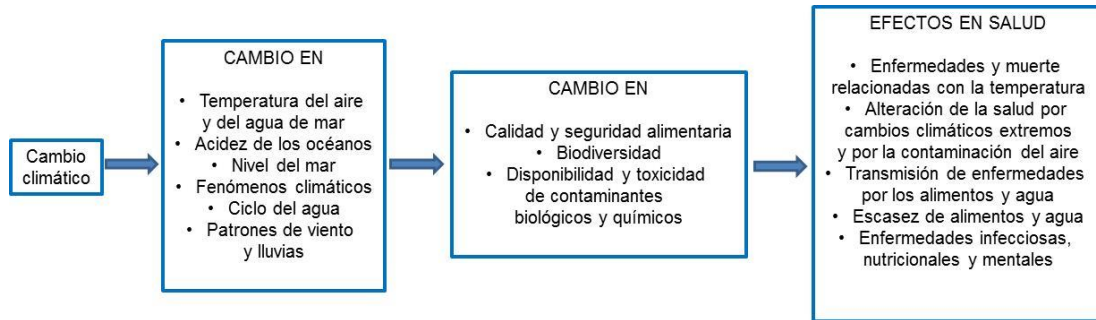 Cambio
climático
CAMBIO EN
• Temperatura del aire
y del agua de mar
• Acidez de los océanos
• Nivel del mar
• Fenómenos climáticos
• Ciclo del agua
• Patrones de viento
y lluvias
CAMBIO EN
• Calidad y seguridad alimentaria
• Biodiversidad
• Disponibilidad y toxicidad
de contaminantes
biológicos y químicos
EFECTOS EN SALUD
• Enfermedades y muerte
relacionadas con la temperatura
• Alteración de la salud por
cambios climáticos extremos
y por la contaminación del aire
• Transmisión de enfermedades
por los alimentos y agua
• Escasez de alimentos y agua
• Enfermedades infecciosas,
nutricionales y mentales